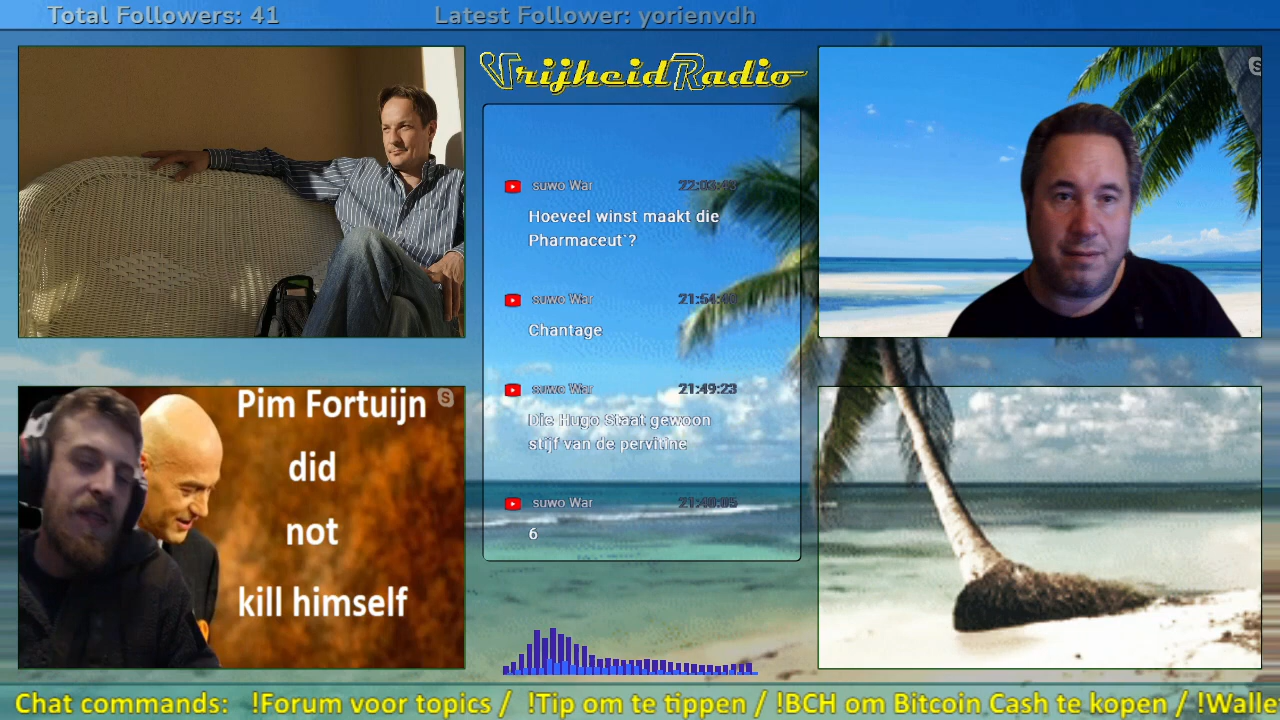 Total Followers: 41
Latest Follower: yorienvdh
VrijheidRadio
suwo War
Hoeveel winst maakt die
Pharmaceut`?
suwo War
Chantage
suwo War 21:49:23
Die Hugo Staat gewoon
stijf van de pervitine
suwo War 21:40:05
6
Pim Fortuijn
did
not
kill himself
S
S
Chat commands: !Forum voor topics / !Tip om te tippen / !BCH om Bitcoin Cash te kopen / !Walle